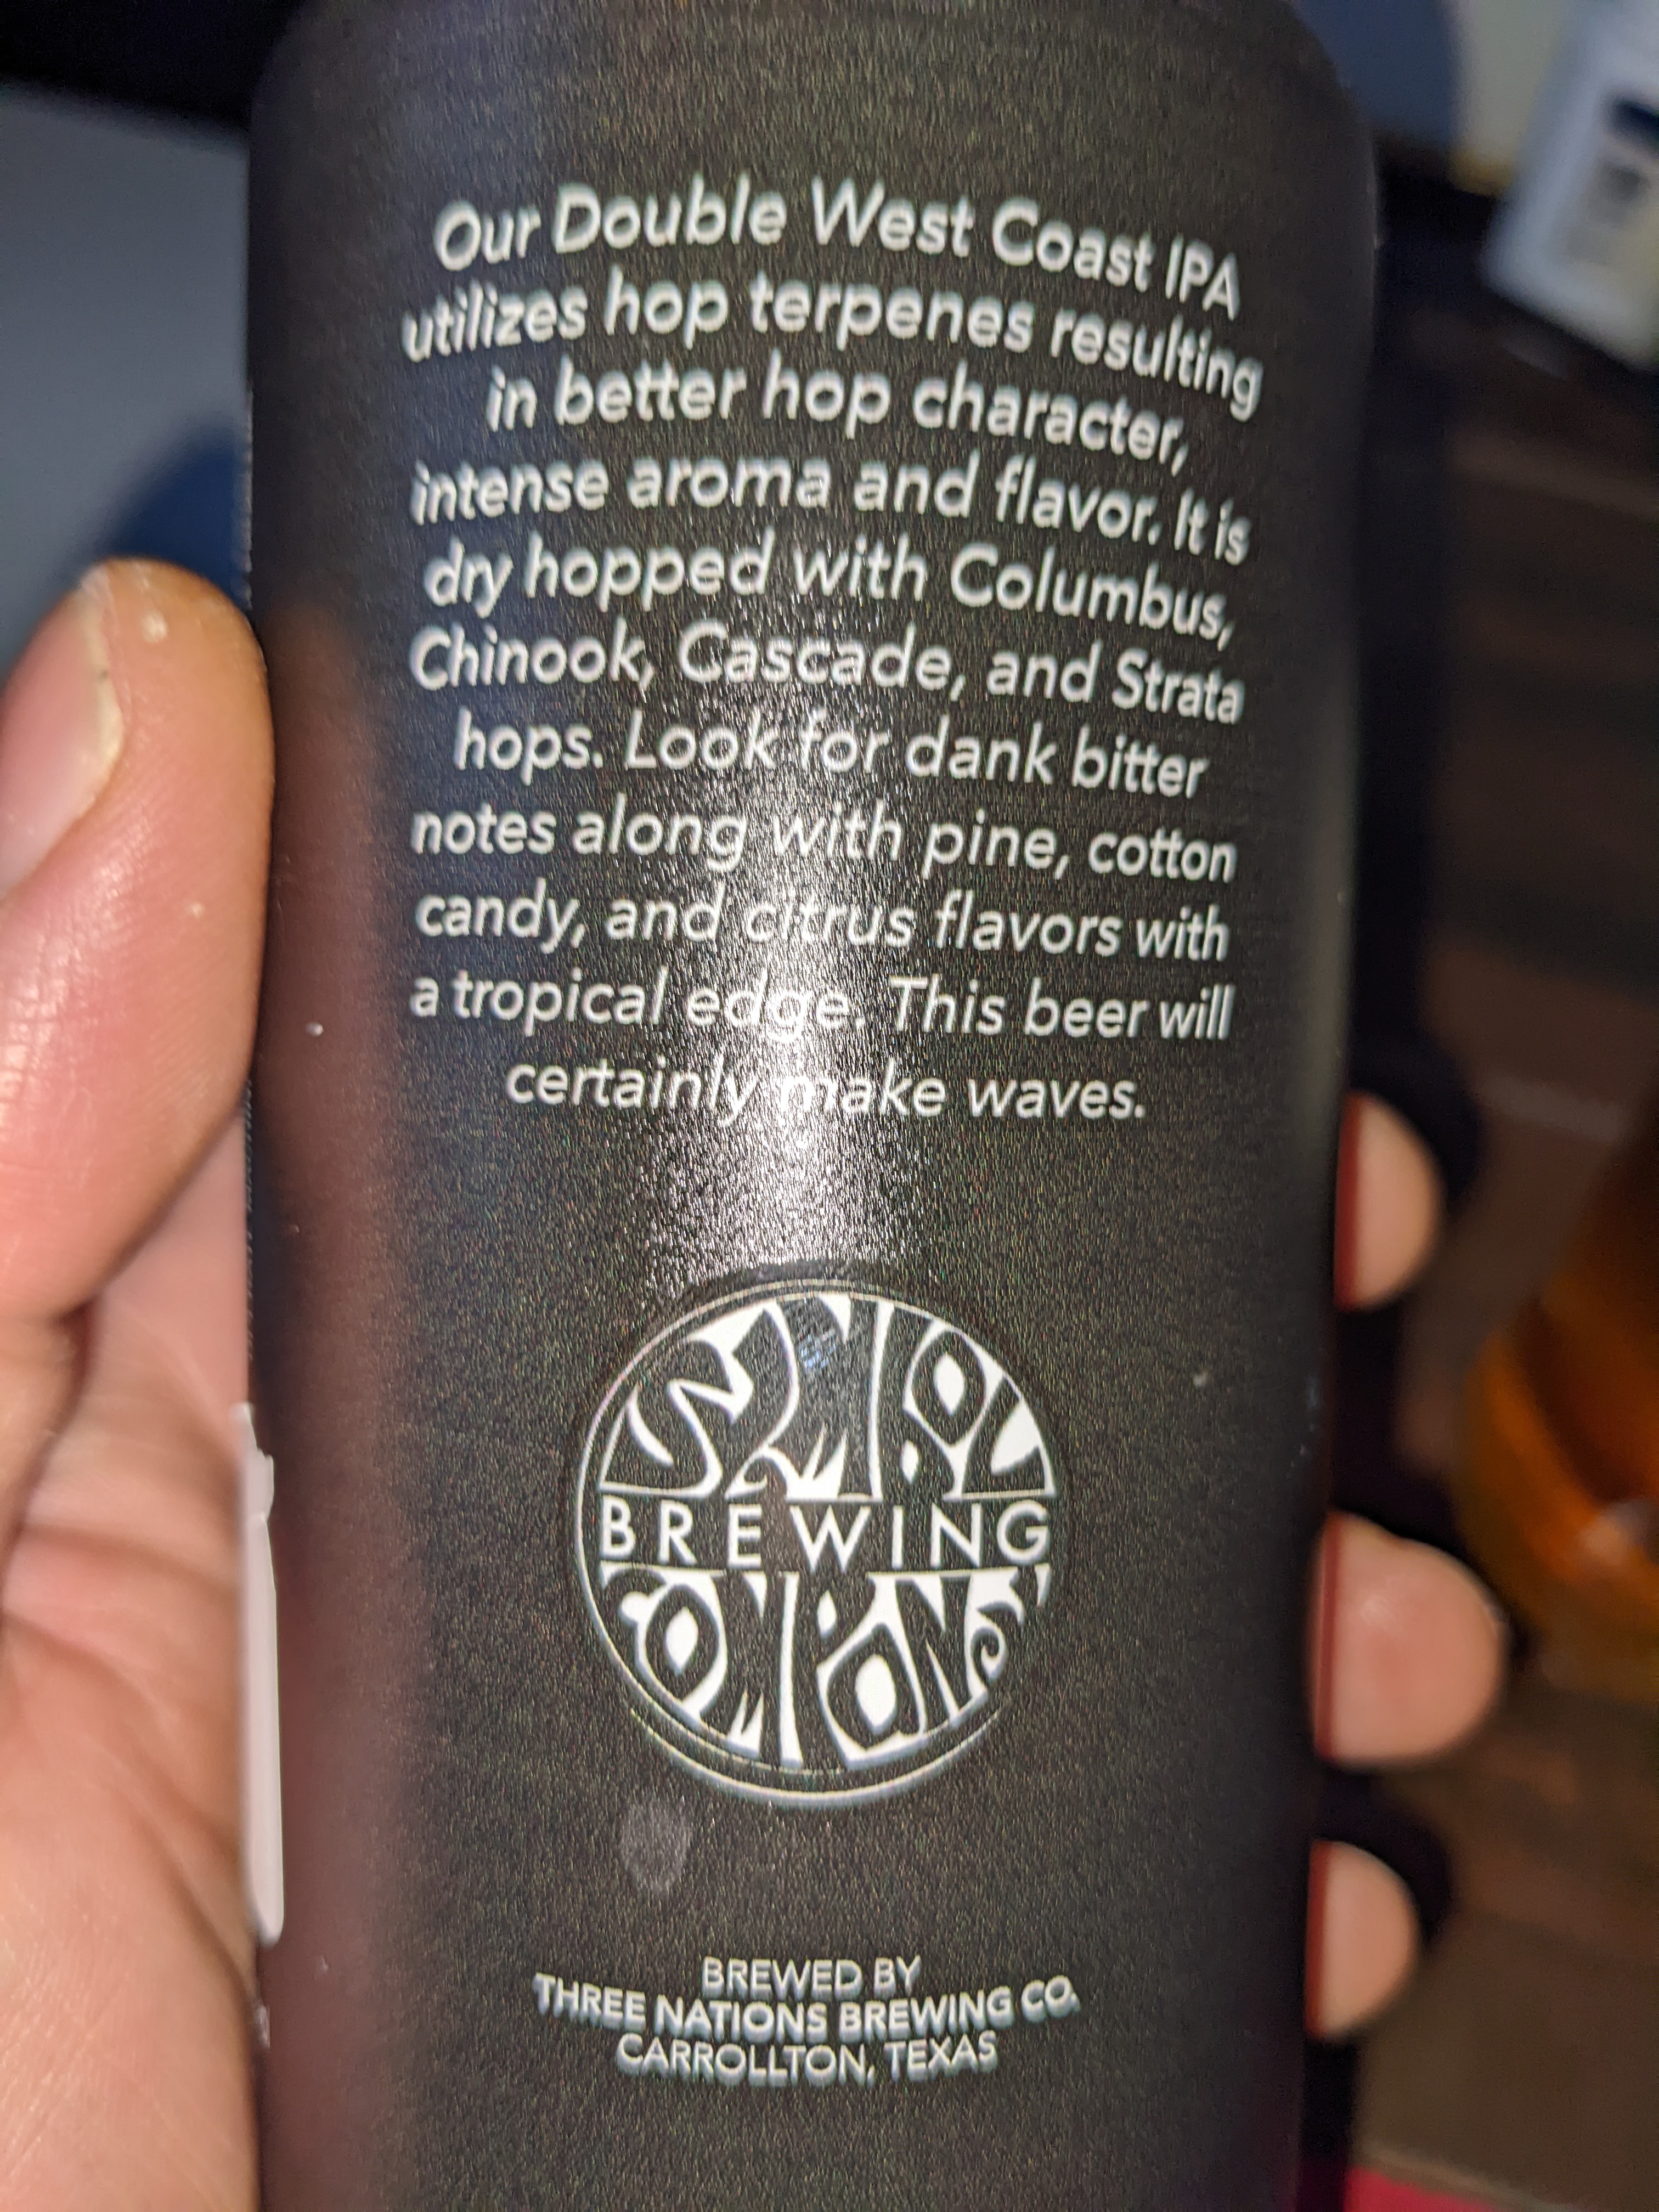 Our Double West Coast IPA
utilizes hop terpenes resulting
in better hop character,
intense aroma and flavor. It is
dry hopped with Columbus,
Chinook, Cascade, and Strata
hops. Look for dank bitter
notes along with pine, cotton
candy, and citrus flavors with
a tropical edge. This beer will
certainly make waves.
SYMBOL
BREWING
COMPANY
BREWED BY
THREE NATIONS BREWING CO.
CARROLLTON, TEXAS